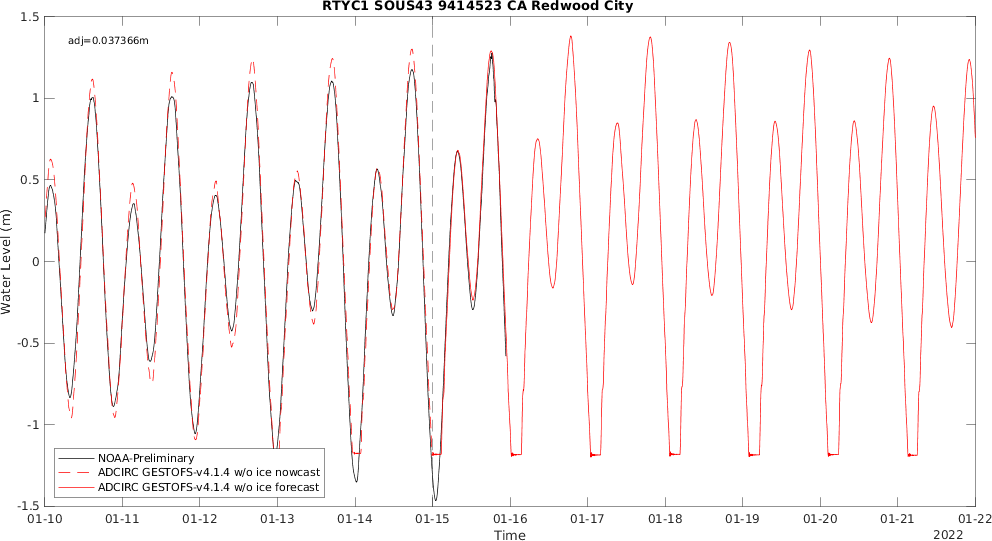 RTYC1 SOUS43 9414523 CA Redwood City
adj=0.037366m
1.5
1
0.5
0
-0.5
-1
-1.5
Water Level (m)
NOAA-Preliminary
ADCIRC GESTOFS-v4.1.4 w/o ice nowcast
ADCIRC GESTOFS-v4.1.4 w/o ice forecast
01-10 01-11 01-12 01-13 01-14 01-15 01-16 01-17 01-18 01-19 01-20 01-21 01-22
Time
2022